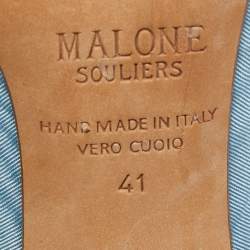 MALONE
SOULIERS
HAND MADE IN ITALY
VERO CUOIO
41